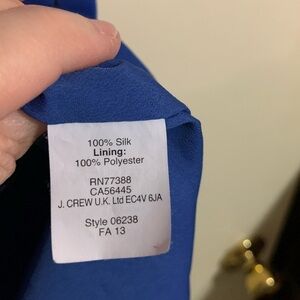 100% Silk
Lining:
100% Polyester
RN77388
CA56445
J. CREW U.K. Ltd EC4V 6JA
Style 06238
FA 13